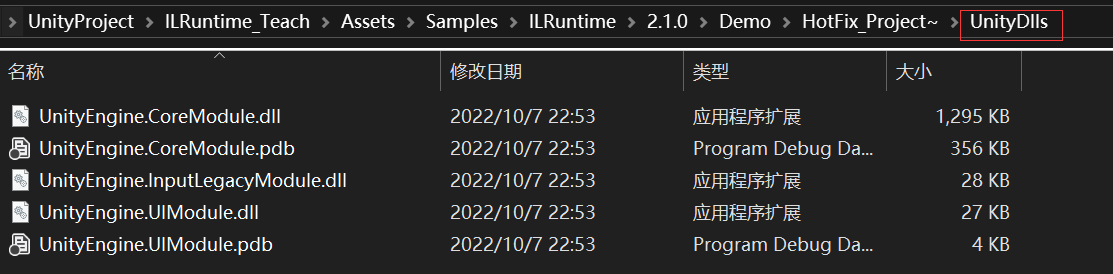 UnityProject > ILRuntime_Teach > Assets > Samples > ILRuntime > 2.1.0 > Demo > HotFix_Project~ > UnityDlls
名称 修改日期 类型 大小
UnityEngine.CoreModule.dll 2022/10/7 22:53 应用程序扩展 1,295 KB
UnityEngine.CoreModule.pdb 2022/10/7 22:53 Program Debug Da... 356 KB
UnityEngine.InputLegacyModule.dll 2022/10/7 22:53 应用程序扩展 28 KB
UnityEngine.UIModule.dll 2022/10/7 22:53 应用程序扩展 27 KB
UnityEngine.UIModule.pdb 2022/10/7 22:53 Program Debug Da... 4 KB